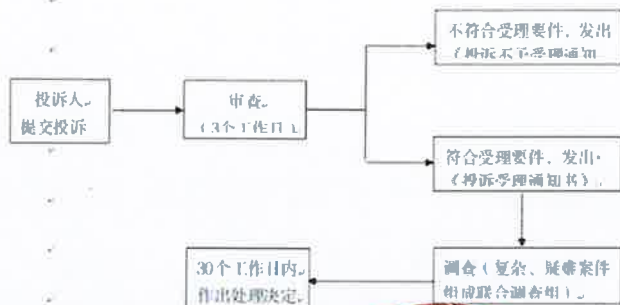 不符合受理要件，发出
《投诉不予受理通知
投诉人
提交投诉
审查
（3个工作日）
符合受理要件，发出
《投诉受理通知书》
30个工作日内
作出处理决定
调查（复杂、疑难案件
组成联合调查组）